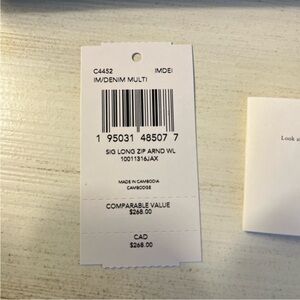 C4452 IMDEI
IM/DENIM MULTI
1 95031 48507 7
SIG LONG ZIP ARND WL
10011316JAX
MADE IN CAMBODIA
CAMBODGE
COMPARABLE VALUE
$268.00
CAD
$268.00
Look